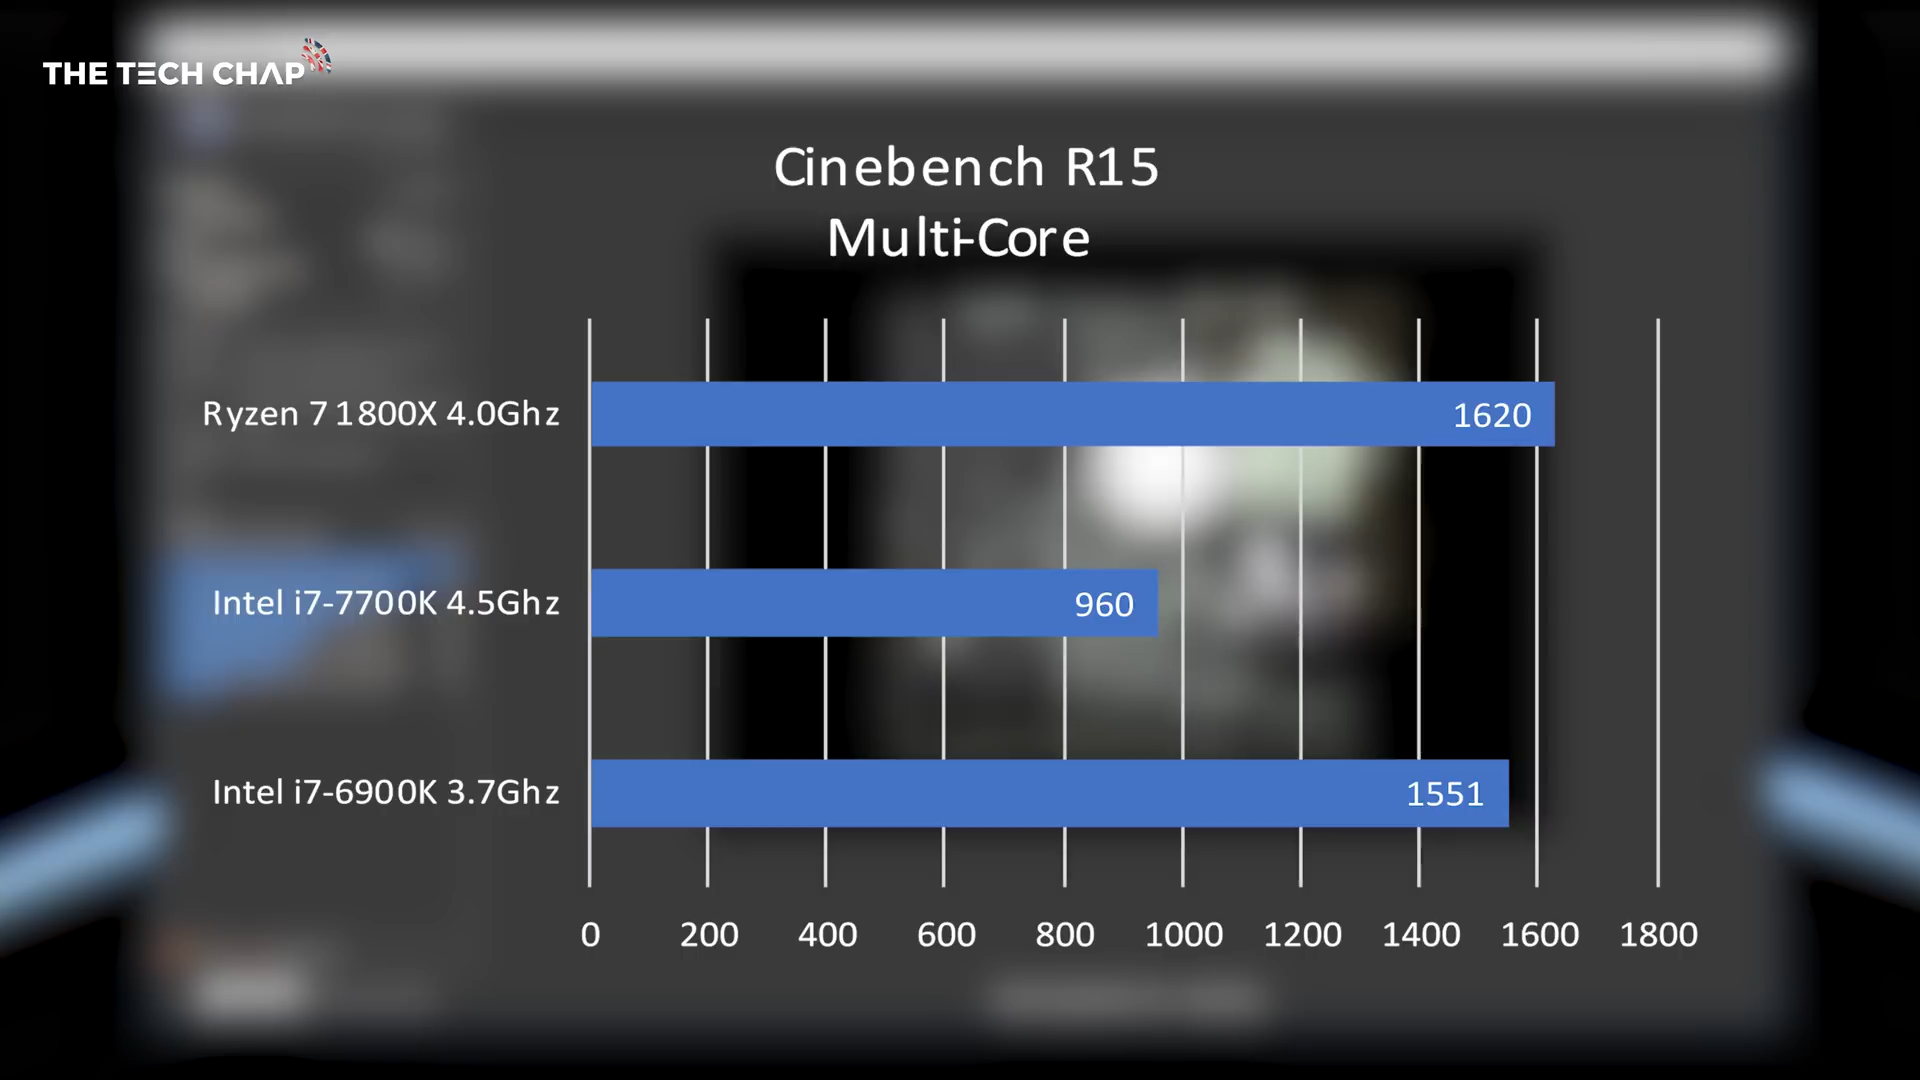 THE TECH CHAP
Cinebench R15
Multi-Core
Ryzen 7 1800X 4.0Ghz
1620
Intel i7-7700K 4.5Ghz
960
Intel i7-6900K 3.7Ghz
1551
0 200 400 600 800 1000 1200 1400 1600 1800